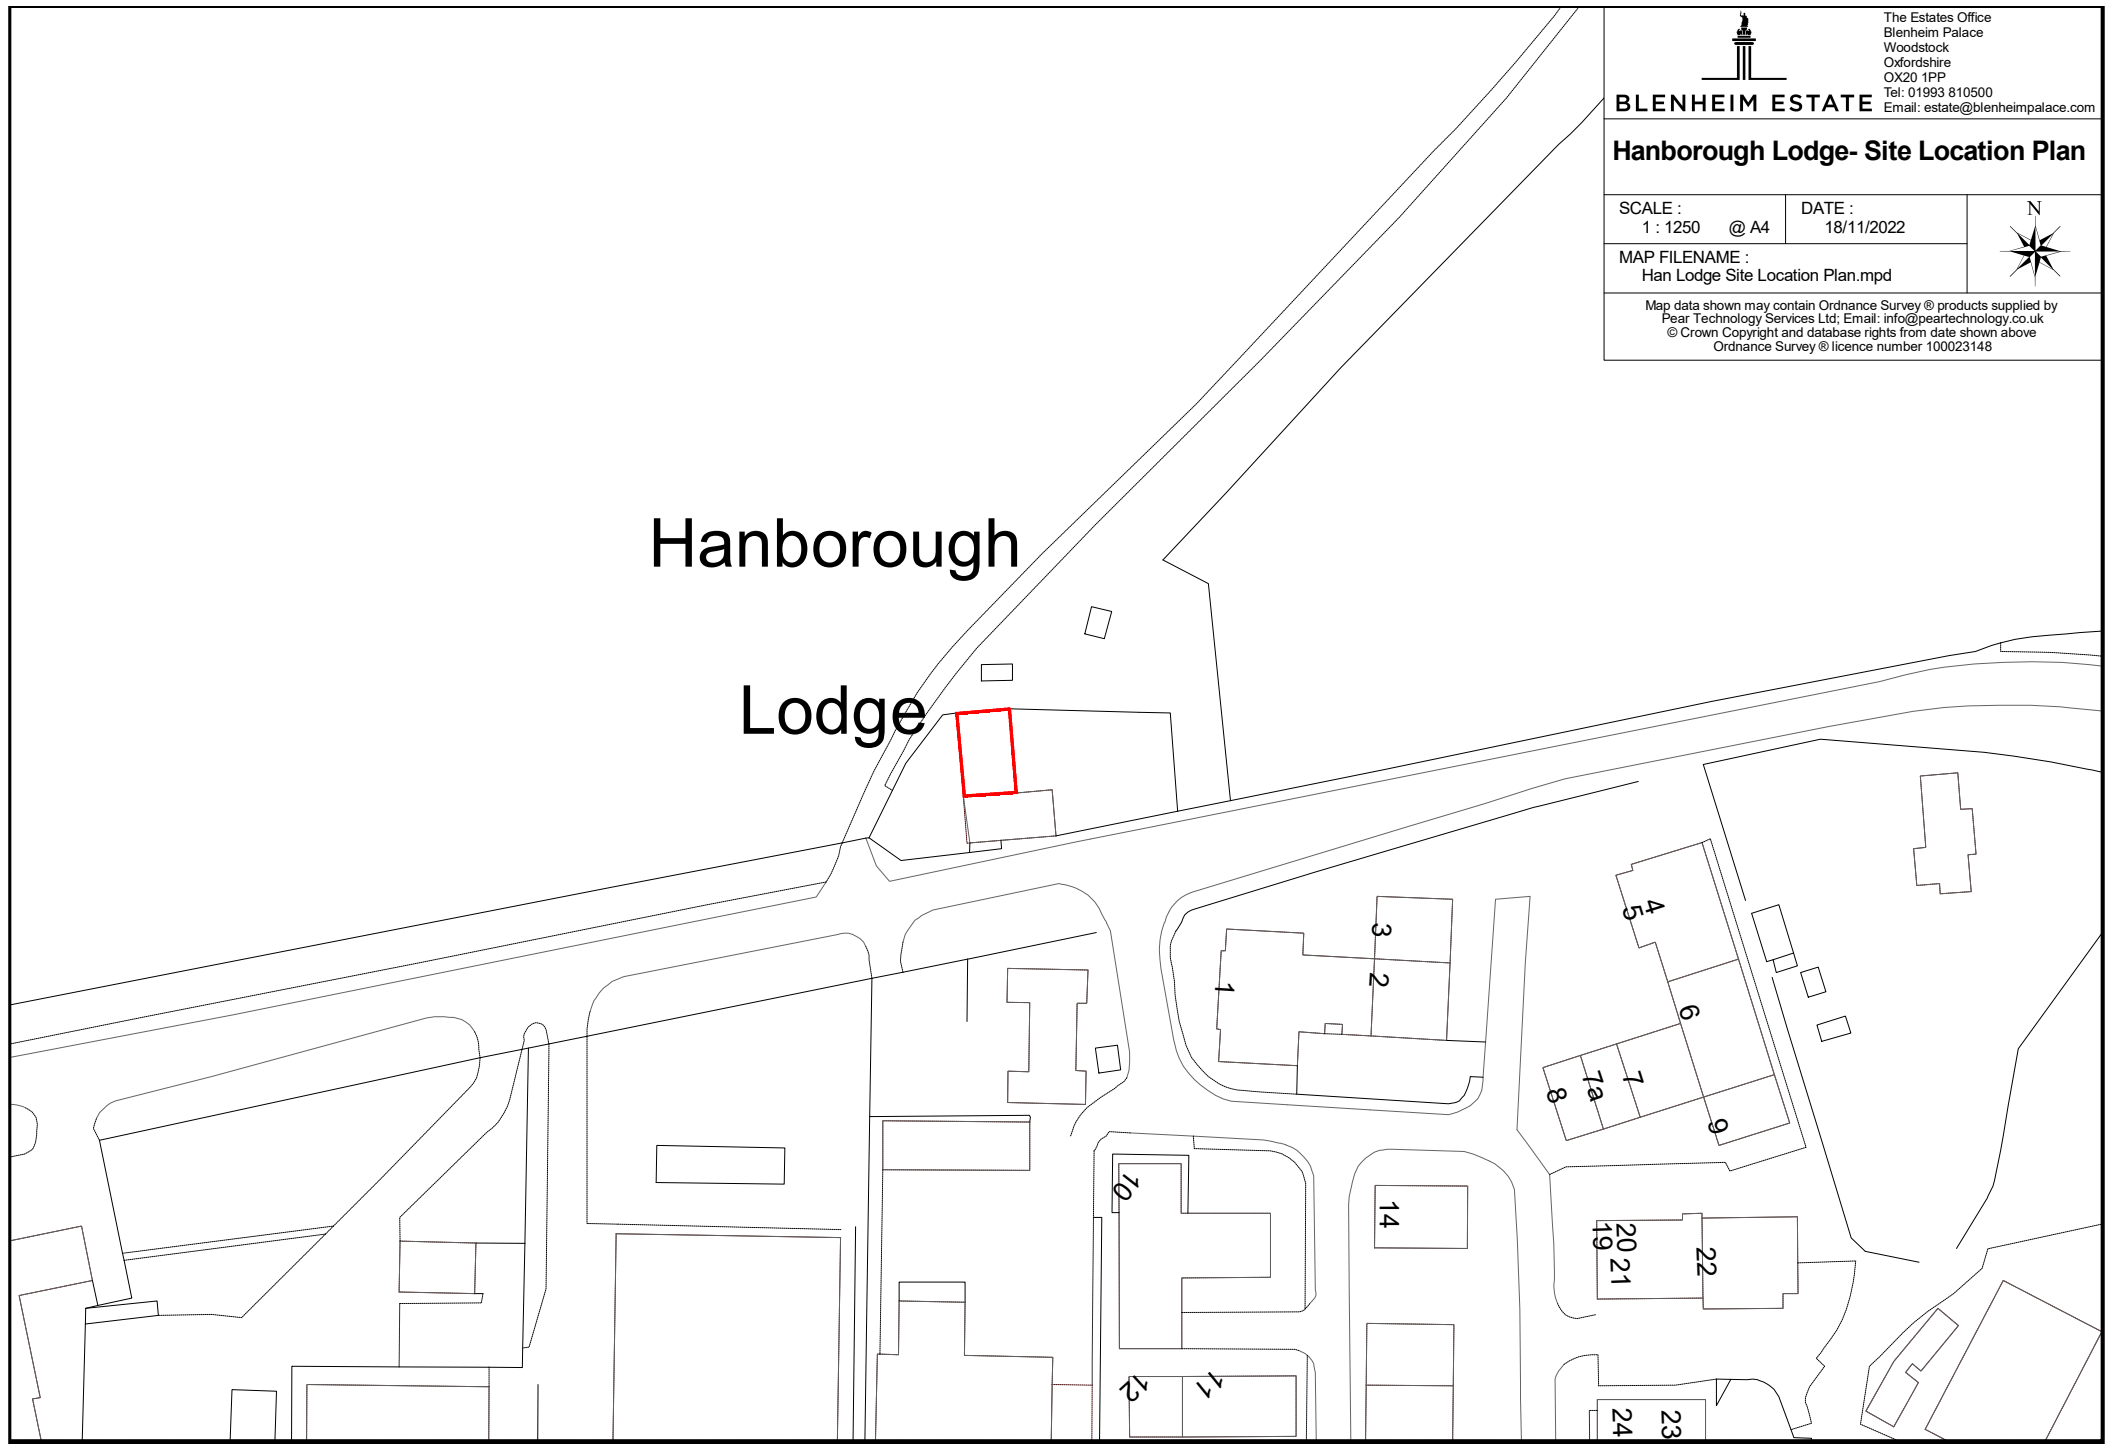 The Estates Office
Blenheim Palace
Woodstock
Oxfordshire
OX20 1PP
Tel: 01993 810500
Email: estate@blenheimpalace.com
BLENHEIM ESTATE
Hanborough Lodge- Site Location Plan
SCALE :
1 : 1250 @ A4
DATE :
18/11/2022
N
MAP FILENAME :
Han Lodge Site Location Plan.mpd
Map data shown may contain Ordnance Survey ® products supplied by
Pear Technology Services Ltd; Email: info@peartechnology.co.uk
© Crown Copyright and database rights from date shown above
Ordnance Survey ® licence number 100023148
Hanborough
Lodge
1
2
3
4
5
6
7
7a
8
9
10
11
12
14
19
20
21
22
23
24